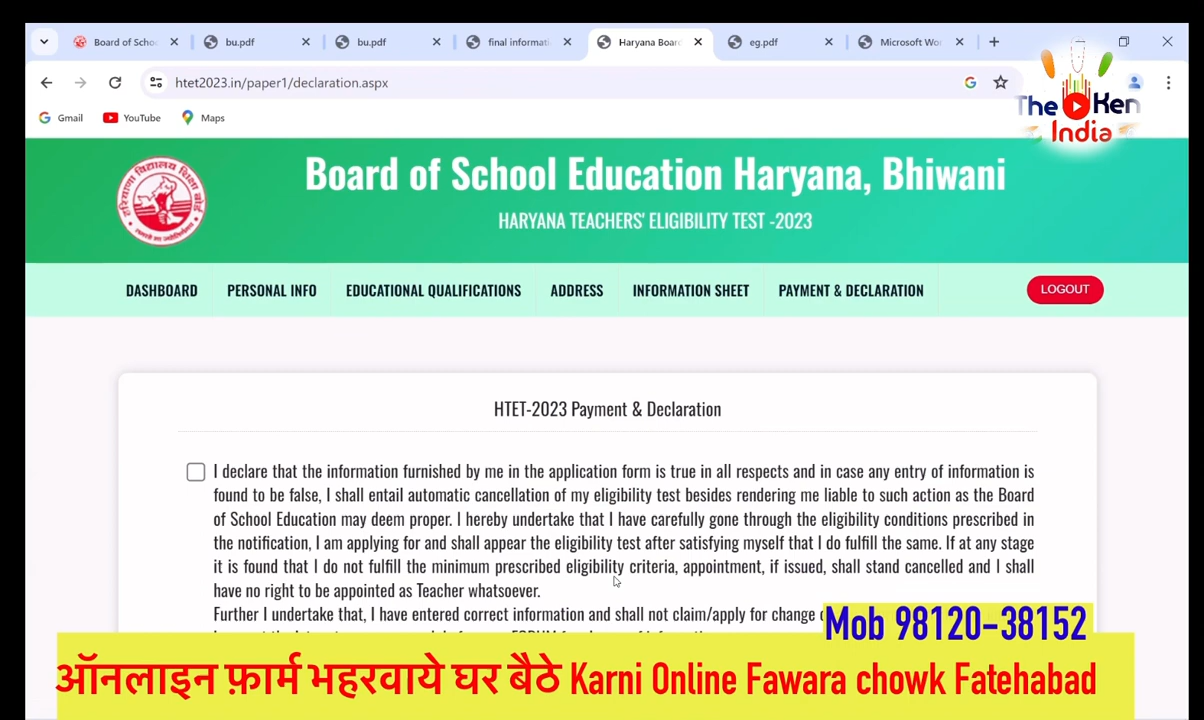 Board of Scho
bu.pdf
bu.pdf
final informati
Haryana Boar
eg.pdf
Microsoft Wor
htet2023.in/paper1/declaration.aspx
Gmail
YouTube
Maps
The Ken
India
Board of School Education Haryana, Bhiwani
HARYANA TEACHERS' ELIGIBILITY TEST -2023
DASHBOARD
PERSONAL INFO
EDUCATIONAL QUALIFICATIONS
ADDRESS
INFORMATION SHEET
PAYMENT & DECLARATION
LOGOUT
HTET-2023 Payment & Declaration
I declare that the information furnished by me in the application form is true in all respects and in case any entry of information is
found to be false, I shall entail automatic cancellation of my eligibility test besides rendering me liable to such action as the Board
of School Education may deem proper. I hereby undertake that I have carefully gone through the eligibility conditions prescribed in
the notification, I am applying for and shall appear the eligibility test after satisfying myself that I do fulfill the same. If at any stage
it is found that I do not fulfill the minimum prescribed eligibility criteria, appointment, if issued, shall stand cancelled and I shall
have no right to be appointed as Teacher whatsoever.
Further I undertake that, I have entered correct information and shall not claim/apply for change
Mob 98120-38152
ऑनलाइन फ़ार्म भहरवाये घर बैठे Karni Online Fawara chowk Fatehabad